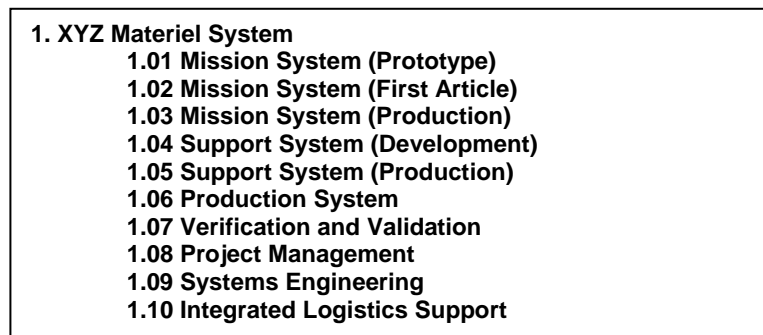 1. XYZ Materiel System
1.01 Mission System (Prototype)
1.02 Mission System (First Article)
1.03 Mission System (Production)
1.04 Support System (Development)
1.05 Support System (Production)
1.06 Production System
1.07 Verification and Validation
1.08 Project Management
1.09 Systems Engineering
1.10 Integrated Logistics Support